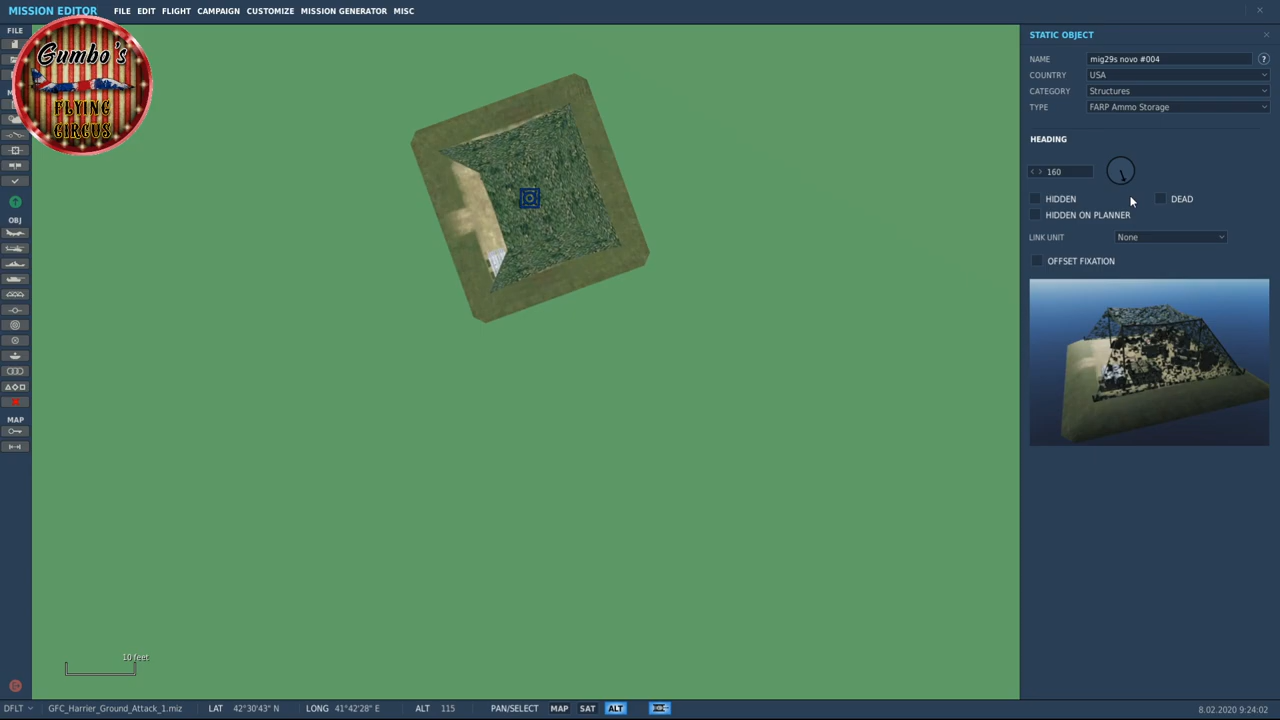 MISSION EDITOR FILE EDIT FLIGHT CAMPAIGN CUSTOMIZE MISSION GENERATOR MISC
FILE
Gumbo's
FLYING
CIRCUS
OBJ
MAP
STATIC OBJECT
NAME mig29s novo #004 ?
COUNTRY USA
CATEGORY Structures
TYPE FARP Ammo Storage
HEADING
< > 160
HIDDEN DEAD
HIDDEN ON PLANNER
LINK UNIT None
OFFSET FIXATION
10 feet
DFLT GFC_Harrier_Ground_Attack_1.miz LAT 42°30'43" N LONG 41°42'28" E ALT 115 PAN/SELECT MAP SAT ALT 8.02.2020 9:24:02